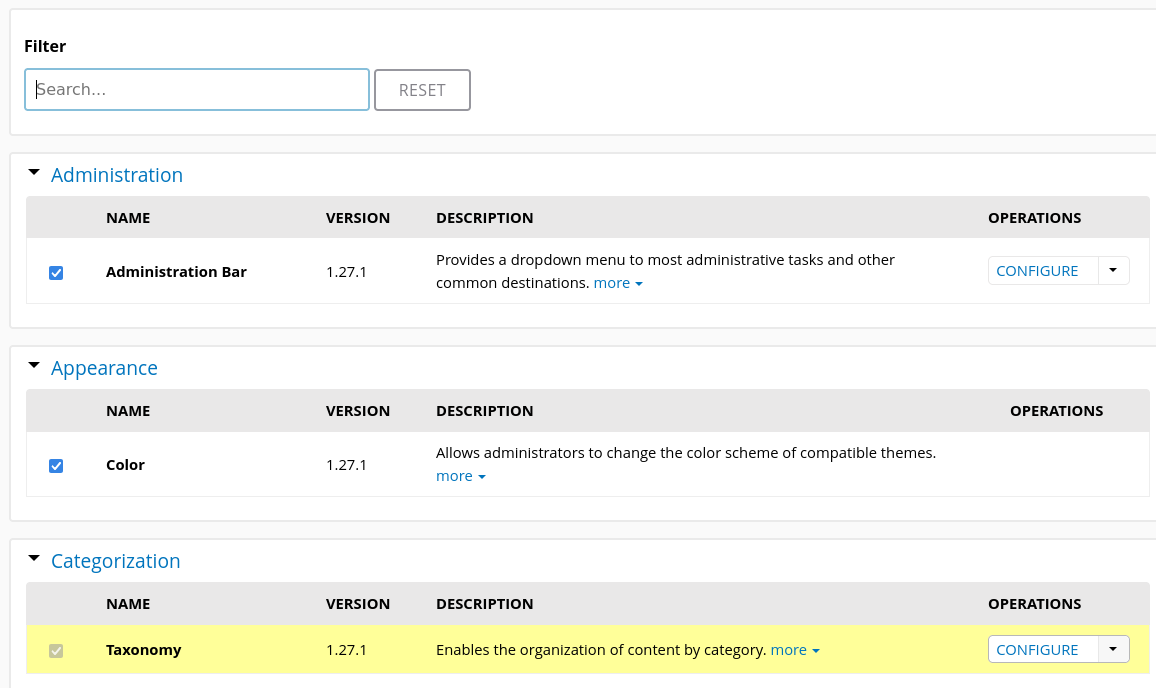 Filter
Search...
RESET
Administration
NAME VERSION DESCRIPTION OPERATIONS
Administration Bar 1.27.1 Provides a dropdown menu to most administrative tasks and other
common destinations. more
CONFIGURE
Appearance
NAME VERSION DESCRIPTION OPERATIONS
Color 1.27.1 Allows administrators to change the color scheme of compatible themes.
more
Categorization
NAME VERSION DESCRIPTION OPERATIONS
Taxonomy 1.27.1 Enables the organization of content by category. more CONFIGURE